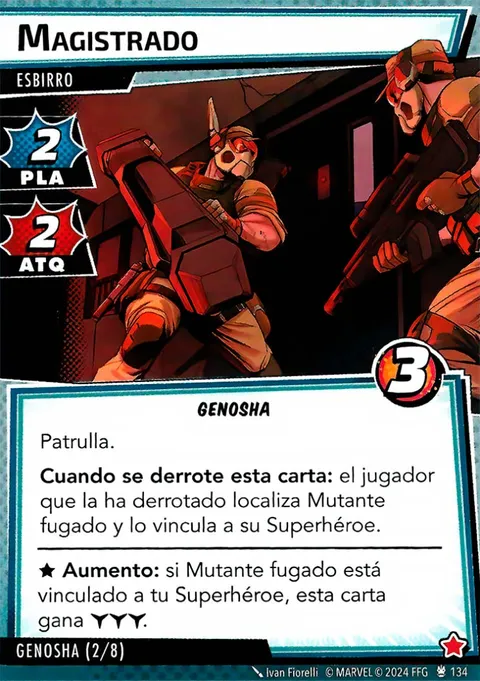 MAGISTRADO
ESBIRRO
2
PLA
2
ATQ
3
GENOSHA
Patrulla.
Cuando se derrote esta carta: el jugador
que la ha derrotado localiza Mutante
fugado y lo vincula a su Superhéroe.
★ Aumento: si Mutante fugado está
vinculado a tu Superhéroe, esta carta
gana
GENOSHA (2/8)
Ivan Fiorelli © MARVEL © 2024 FFG 134